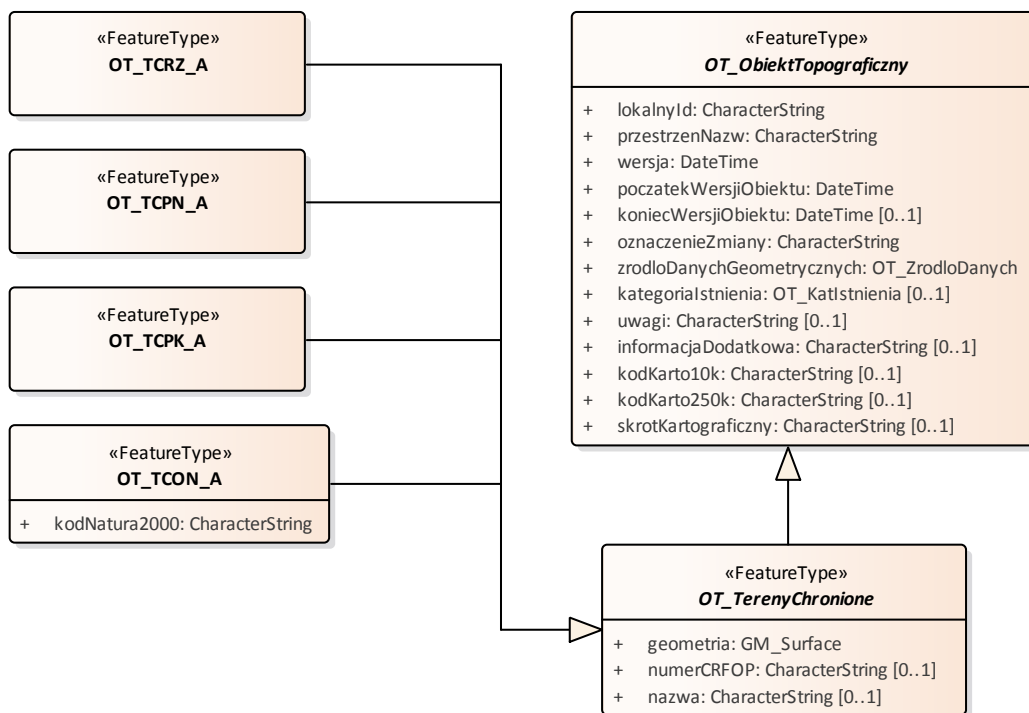 «FeatureType»
OT_TCRZ_A
«FeatureType»
OT_TCPN_A
«FeatureType»
OT_TCPK_A
«FeatureType»
OT_TCON_A
+ kodNatura2000: CharacterString
«FeatureType»
OT_ObiektTopograficzny
+ lokalnyId: CharacterString
+ przestrzenNazw: CharacterString
+ wersja: DateTime
+ poczatekWersjiObiektu: DateTime
+ koniecWersjiObiektu: DateTime [0..1]
+ oznaczenieZmiany: CharacterString
+ zrodloDanychGeometrycznych: OT_ZrodloDanych
+ kategoriaIstnienia: OT_KatIstnienia [0..1]
+ uwagi: CharacterString [0..1]
+ informacjaDodatkowa: CharacterString [0..1]
+ kodKarto10k: CharacterString [0..1]
+ kodKarto250k: CharacterString [0..1]
+ skrotKartograficzny: CharacterString [0..1]
«FeatureType»
OT_TerenyChronione
+ geometria: GM_Surface
+ numerCRFOP: CharacterString [0..1]
+ nazwa: CharacterString [0..1]